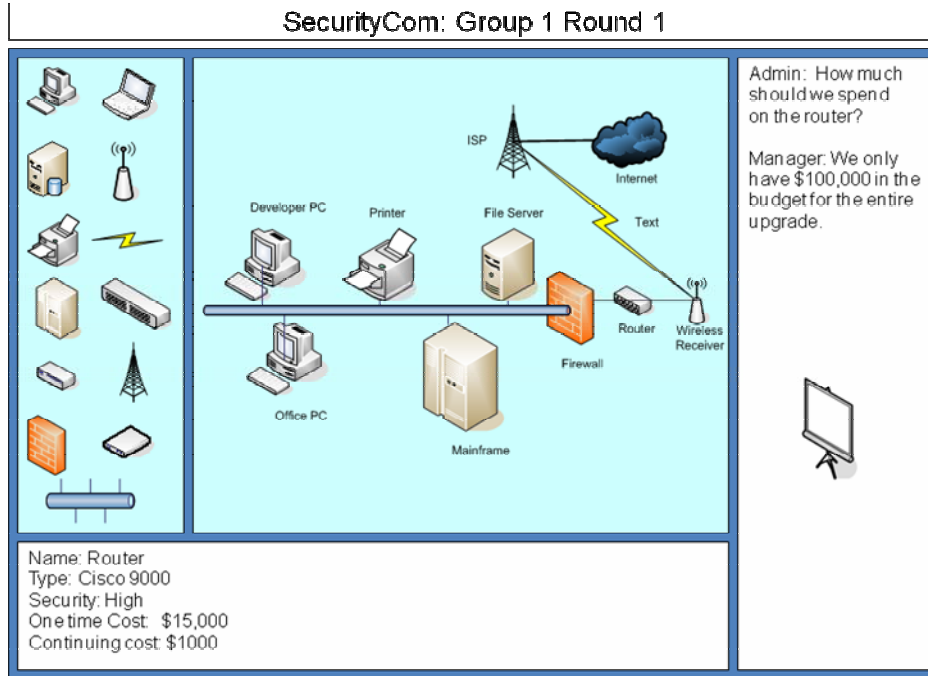 SecurityCom: Group 1 Round 1
ISP
Internet
Text
Developer PC
Printer
File Server
Router
Wireless
Receiver
Firewall
Office PC
Mainframe
Admin: How much
should we spend
on the router?
Manager: We only
have $100,000 in the
budget for the entire
upgrade.
Name: Router
Type: Cisco 9000
Security: High
One time Cost: $15,000
Continuing cost: $1000